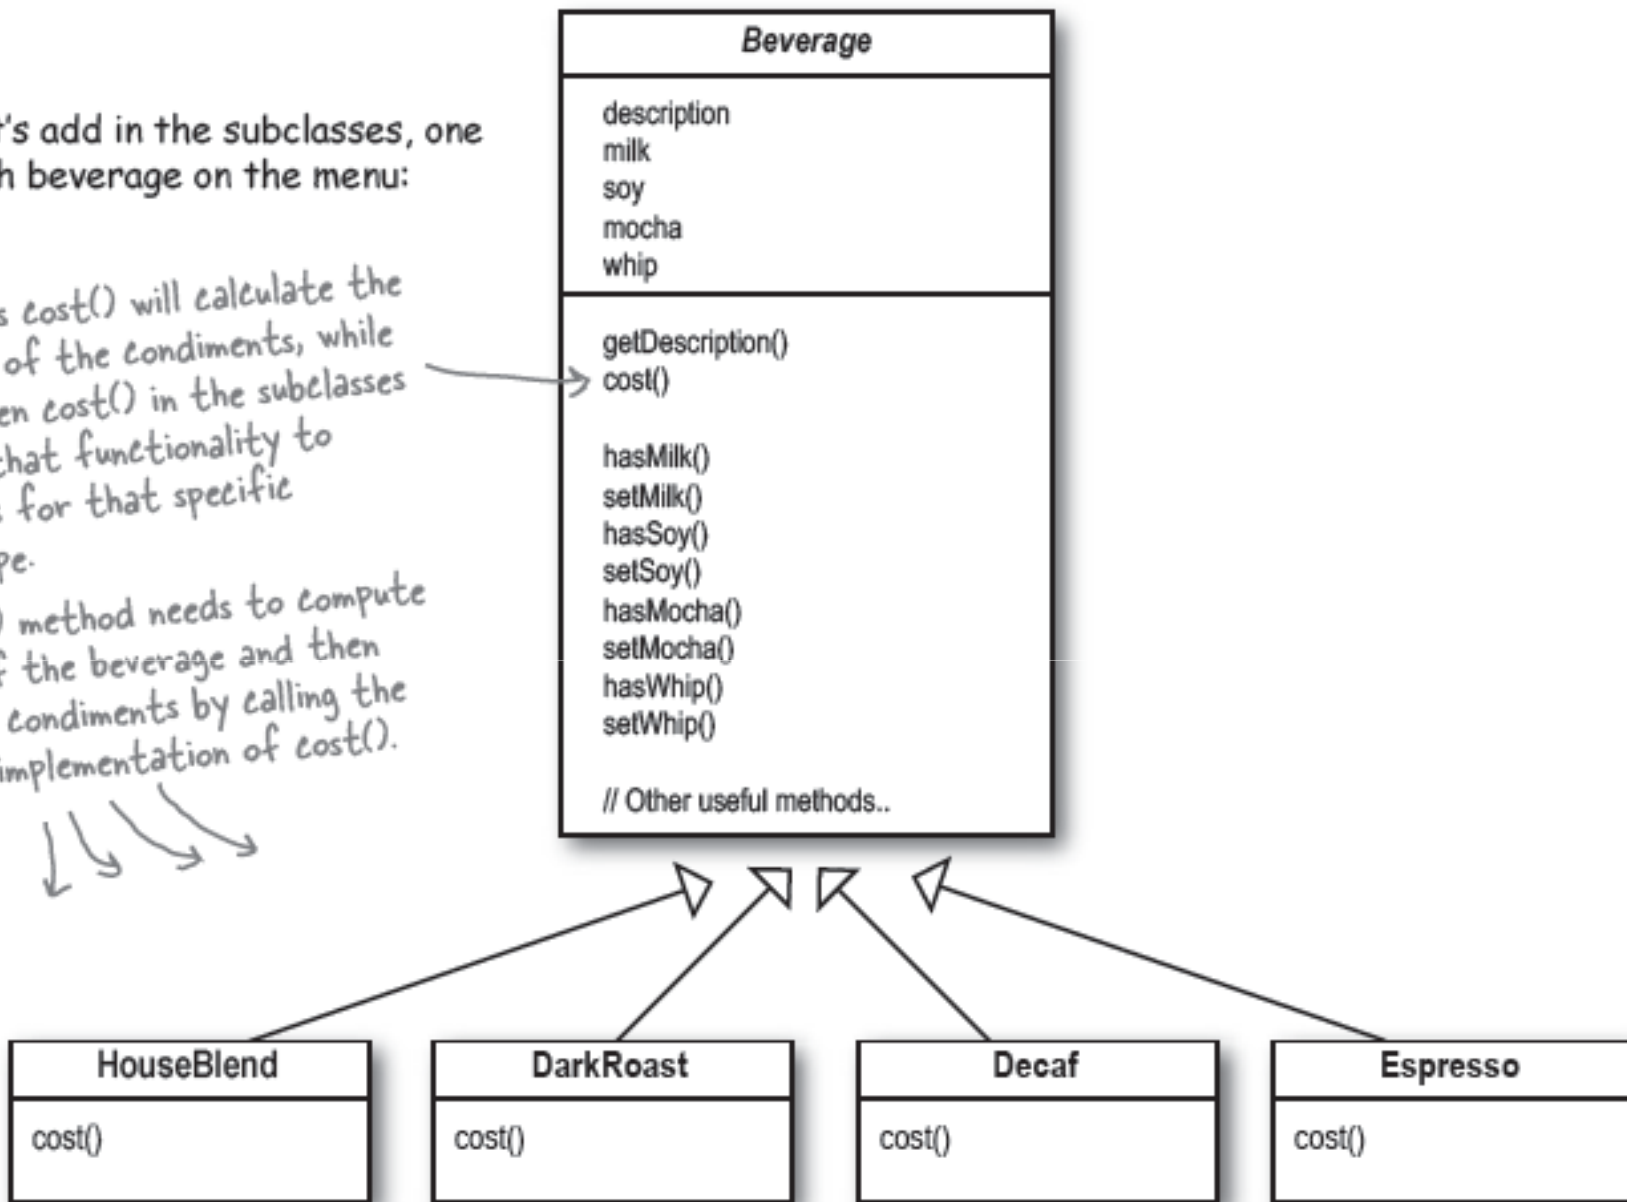 Beverage
description
milk
soy
mocha
whip
getDescription()
cost()
hasMilk()
setMilk()
hasSoy()
setSoy()
hasMocha()
setMocha()
hasWhip()
setWhip()
// Other useful methods..
's add in the subclasses, one
beverage on the menu:
cost() will calculate the
of the condiments, while
cost() in the subclasses
that functionality to
for that specific
method needs to compute
the beverage and then
condiments by calling the
implementation of cost().
HouseBlend
cost()
DarkRoast
cost()
Decaf
cost()
Espresso
cost()